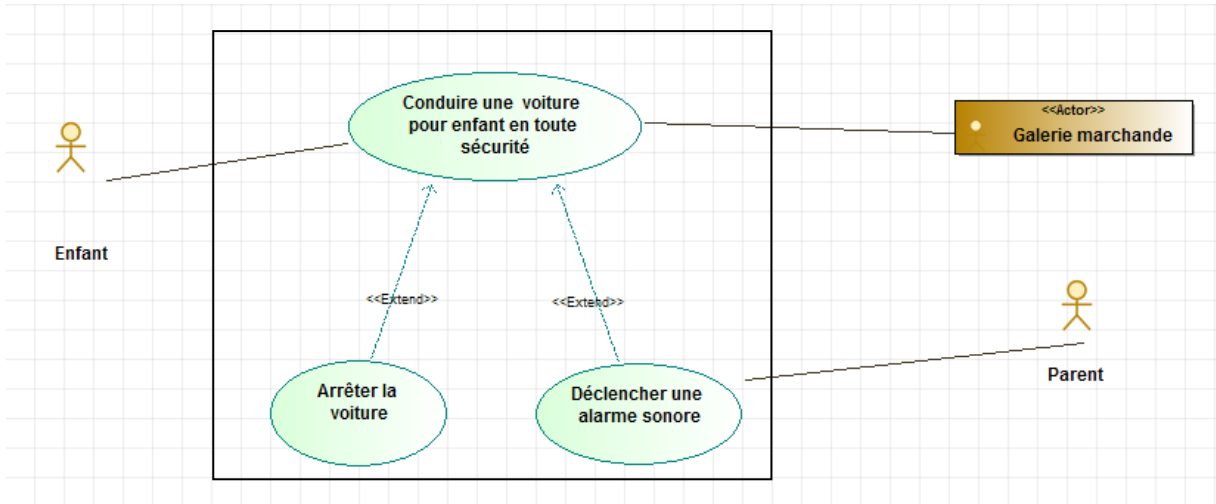 Conduire une voiture
pour enfant en toute
sécurité
<<Actor>>
Galerie marchande
Enfant
<<Extend>>
<<Extend>>
Arrêter la
voiture
Déclencher une
alarme sonore
Parent